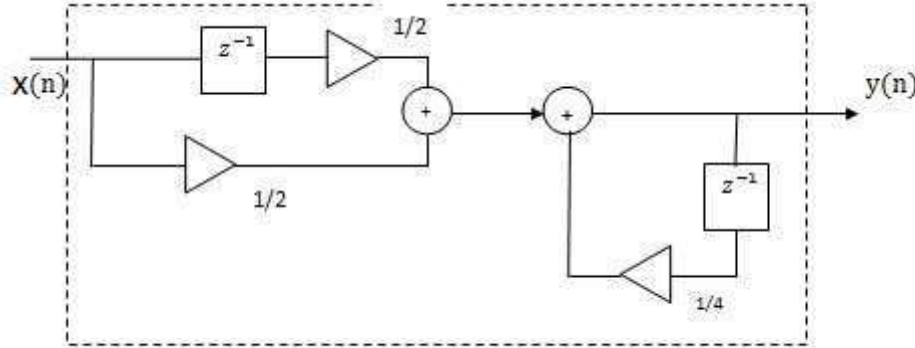 1/2
z⁻¹
x(n)
y(n)
+
+
z⁻¹
1/2
1/4